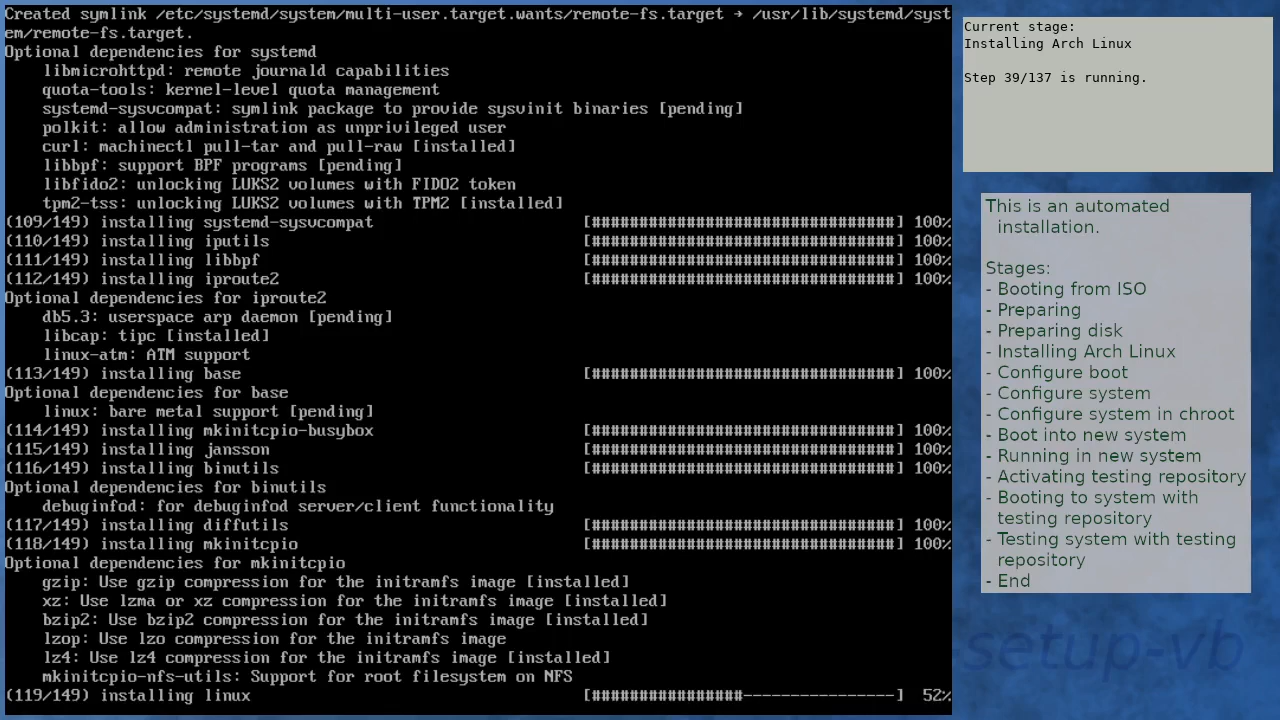 Created symlink /etc/systemd/system/multi-user.target.wants/remote-fs.target → /usr/lib/systemd/syst
em/remote-fs.target.
Optional dependencies for systemd
    libmicrohttpd: remote journald capabilities
    quota-tools: kernel-level quota management
    systemd-sysvcompat: symlink package to provide sysvinit binaries [pending]
    polkit: allow administration as unprivileged user
    curl: machinectl pull-tar and pull-raw [installed]
    libbpf: support BPF programs [pending]
    libfido2: unlocking LUKS2 volumes with FIDO2 token
    tpm2-tss: unlocking LUKS2 volumes with TPM2 [installed]
(109/149) installing systemd-sysvcompat                       [################################] 100%
(110/149) installing iputils                                  [################################] 100%
(111/149) installing libbpf                                   [################################] 100%
(112/149) installing iproute2                                 [################################] 100%
Optional dependencies for iproute2
    db5.3: userspace arp daemon [pending]
    libcap: tipc [installed]
    linux-atm: ATM support
(113/149) installing base                                     [################################] 100%
Optional dependencies for base
    linux: bare metal support [pending]
(114/149) installing mkinitcpio-busybox                       [################################] 100%
(115/149) installing jansson                                  [################################] 100%
(116/149) installing binutils                                 [################################] 100%
Optional dependencies for binutils
    debuginfod: for debuginfod server/client functionality
(117/149) installing diffutils                                [################################] 100%
(118/149) installing mkinitcpio                               [################################] 100%
Optional dependencies for mkinitcpio
    gzip: Use gzip compression for the initramfs image [installed]
    xz: Use lzma or xz compression for the initramfs image [installed]
    bzip2: Use bzip2 compression for the initramfs image [installed]
    lzop: Use lzo compression for the initramfs image
    lz4: Use lz4 compression for the initramfs image [installed]
    mkinitcpio-nfs-utils: Support for root filesystem on NFS
(119/149) installing linux                                    [################----------------]  52%
Current stage:
Installing Arch Linux
Step 39/137 is running.
This is an automated
installation.
Stages:
- Booting from ISO
- Preparing
- Preparing disk
- Installing Arch Linux
- Configure boot
- Configure system
- Configure system in chroot
- Boot into new system
- Running in new system
- Activating testing repository
- Booting to system with
testing repository
- Testing system with testing
repository
- End
setup-vb